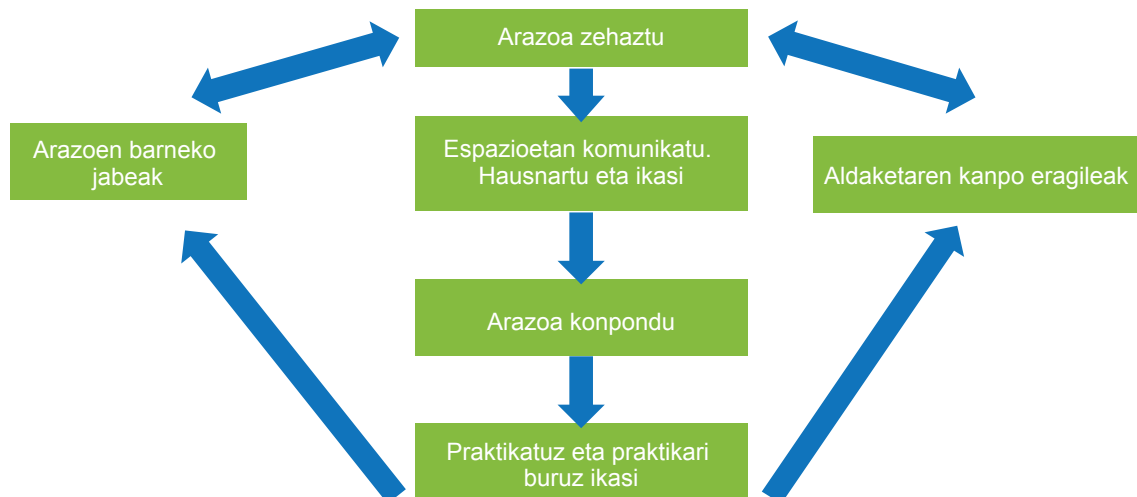 Arazoa zehaztu
Arazoen barneko
jabeak
Espazioetan komunikatu.
Hausnartu eta ikasi
Aldaketaren kanpo eragileak
Arazoa konpondu
Praktikatuz eta praktikari
buruz ikasi